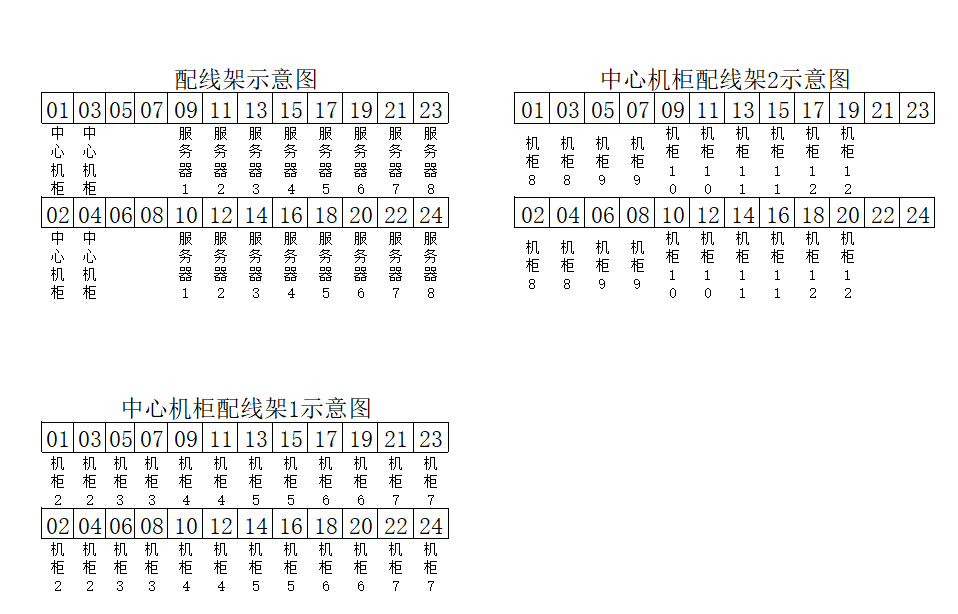 配线架示意图
01 03 05 07 09 11 13 15 17 19 21 23
中心机柜 中心机柜 服务器1 服务器2 服务器3 服务器4 服务器5 服务器6 服务器7 服务器8
02 04 06 08 10 12 14 16 18 20 22 24
中心机柜 中心机柜 服务器1 服务器2 服务器3 服务器4 服务器5 服务器6 服务器7 服务器8
中心机柜配线架2示意图
01 03 05 07 09 11 13 15 17 19 21 23
机柜8 机柜8 机柜9 机柜9 机柜10 机柜10 机柜11 机柜11 机柜12 机柜12
02 04 06 08 10 12 14 16 18 20 22 24
机柜8 机柜8 机柜9 机柜9 机柜10 机柜10 机柜11 机柜11 机柜12 机柜12
中心机柜配线架1示意图
01 03 05 07 09 11 13 15 17 19 21 23
机柜2 机柜2 机柜3 机柜3 机柜4 机柜4 机柜5 机柜5 机柜6 机柜6 机柜7 机柜7
02 04 06 08 10 12 14 16 18 20 22 24
机柜2 机柜2 机柜3 机柜3 机柜4 机柜4 机柜5 机柜5 机柜6 机柜6 机柜7 机柜7